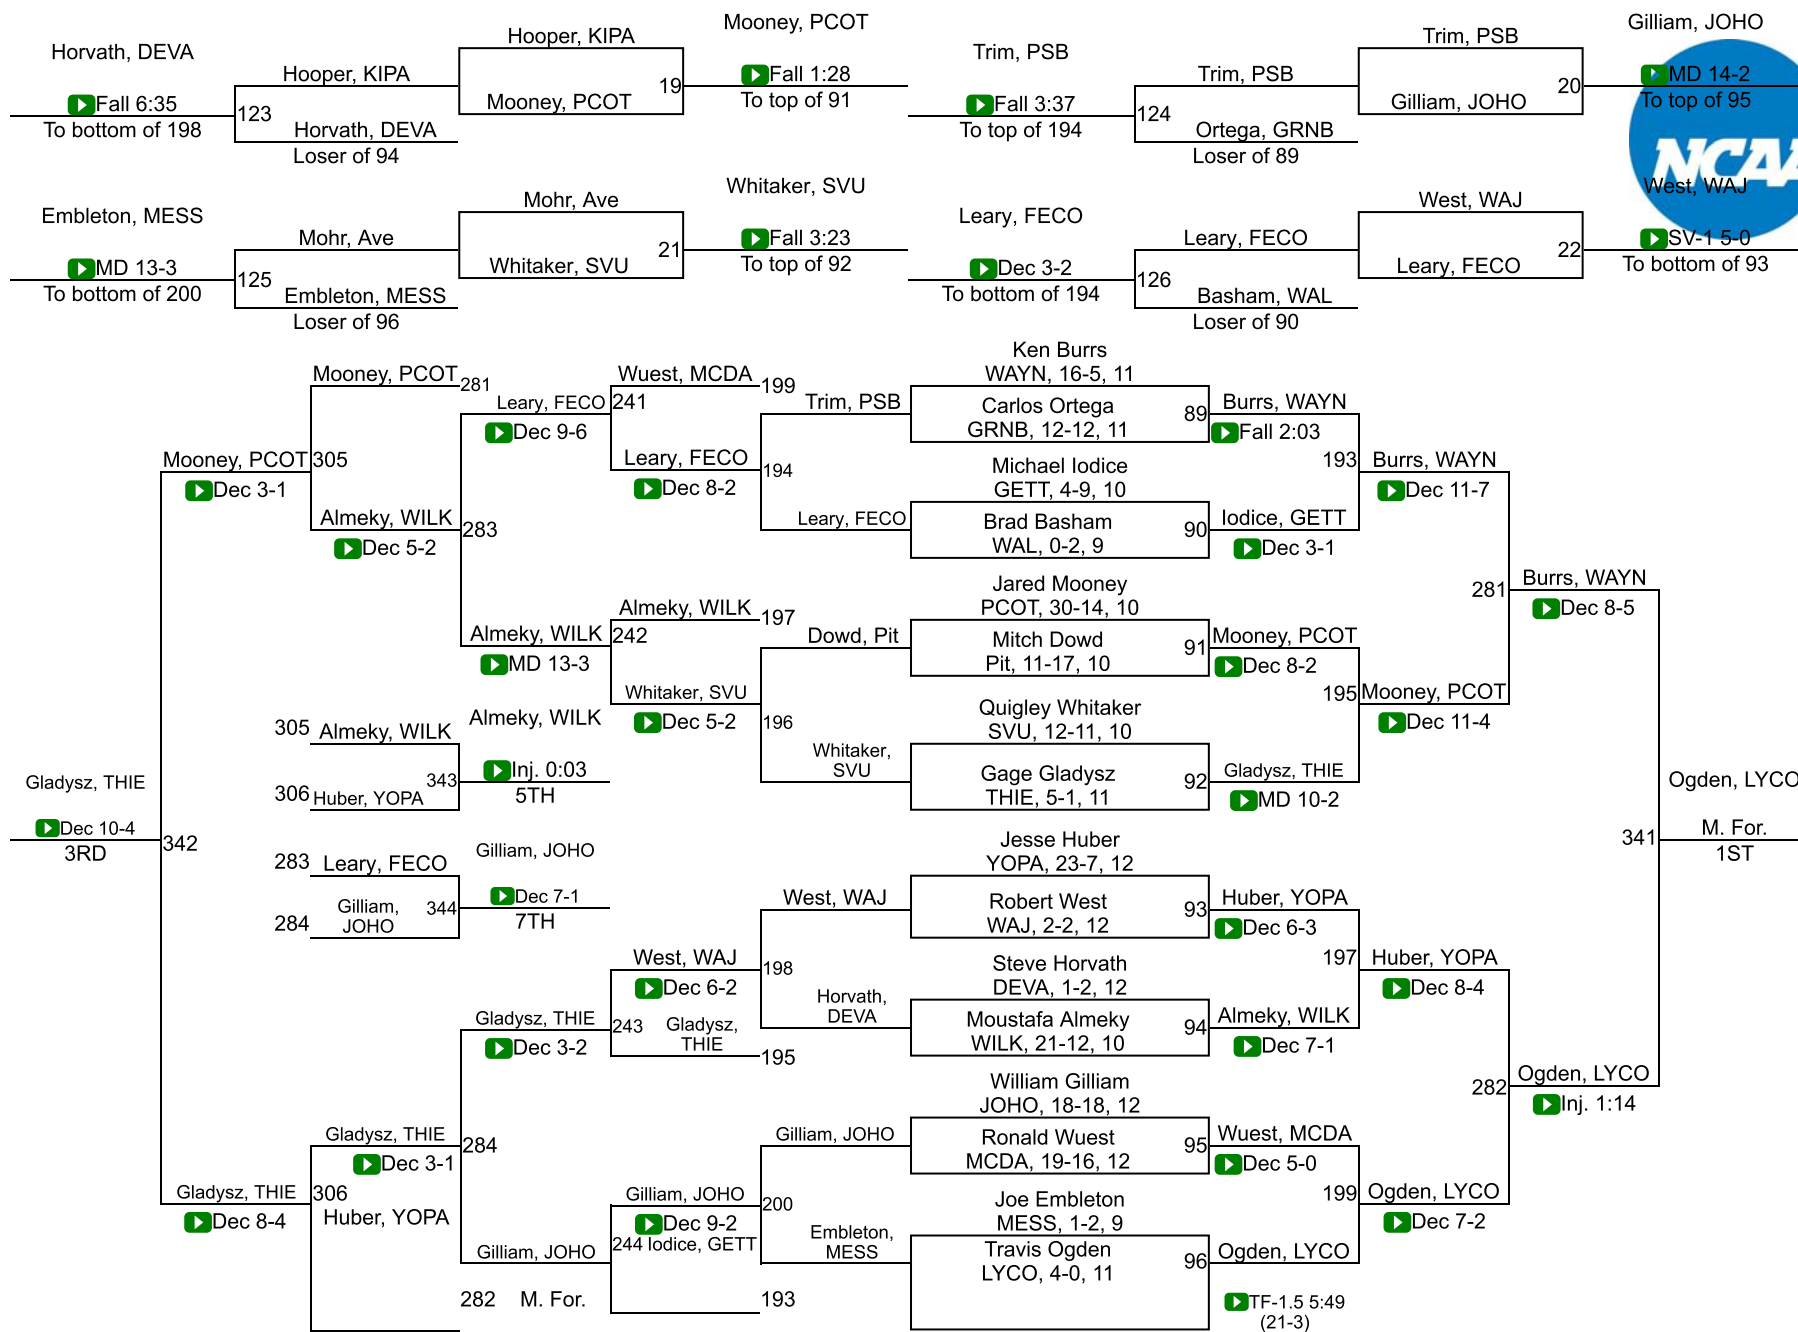 Horvath, DEVA
Fall 6:35
To bottom of 198
123
Hooper, KIPA
Horvath, DEVA
Loser of 94
Hooper, KIPA
Mooney, PCOT
19
Mooney, PCOT
Fall 1:28
To top of 91
Trim, PSB
Fall 3:37
To top of 194
124
Trim, PSB
Ortega, GRNB
Loser of 89
Trim, PSB
Gilliam, JOHO
20
Gilliam, JOHO
MD 14-2
To top of 95
NCAA
Embleton, MESS
MD 13-3
To bottom of 200
125
Mohr, Ave
Embleton, MESS
Loser of 96
Mohr, Ave
Whitaker, SVU
21
Whitaker, SVU
Fall 3:23
To top of 92
Leary, FECO
Dec 3-2
To bottom of 194
126
Leary, FECO
Basham, WAL
Loser of 90
West, WAJ
Leary, FECO
22
West, WAJ
SV-1 5-0
To bottom of 93
Ken Burrs
WAYN, 16-5, 11
Carlos Ortega
GRNB, 12-12, 11
89
Michael Iodice
GETT, 4-9, 10
Brad Basham
WAL, 0-2, 9
90
Jared Mooney
PCOT, 30-14, 10
Mitch Dowd
Pit, 11-17, 10
91
Quigley Whitaker
SVU, 12-11, 10
Gage Gladysz
THIE, 5-1, 11
92
Jesse Huber
YOPA, 23-7, 12
Robert West
WAJ, 2-2, 12
93
Steve Horvath
DEVA, 1-2, 12
Moustafa Almeky
WILK, 21-12, 10
94
William Gilliam
JOHO, 18-18, 12
Ronald Wuest
MCDA, 19-16, 12
95
Joe Embleton
MESS, 1-2, 9
Travis Ogden
LYCO, 4-0, 11
96
Burrs, WAYN
Fall 2:03
193
Iodice, GETT
Dec 3-1
Mooney, PCOT
Dec 8-2
195
Gladysz, THIE
MD 10-2
Huber, YOPA
Dec 6-3
197
Almeky, WILK
Dec 7-1
Wuest, MCDA
Dec 5-0
199
Ogden, LYCO
TF-1.5 5:49
(21-3)
Burrs, WAYN
Dec 11-7
281
Mooney, PCOT
Dec 11-4
Huber, YOPA
Dec 8-4
282
Ogden, LYCO
Dec 7-2
Burrs, WAYN
Dec 8-5
341
Ogden, LYCO
Inj. 1:14
Ogden, LYCO
M. For.
1ST
Trim, PSB
194
Leary, FECO
Dowd, Pit
196
Whitaker,
SVU
West, WAJ
198
Horvath,
DEVA
Gilliam, JOHO
200
Embleton,
MESS
Wuest, MCDA
199
241
Leary, FECO
Dec 8-2
Almeky, WILK
197
242
Whitaker, SVU
Dec 5-2
West, WAJ
Dec 6-2
243
Gladysz,
THIE
195
Gilliam, JOHO
Dec 9-2
244
Iodice, GETT
193
Leary, FECO
Dec 9-6
283
Almeky, WILK
MD 13-3
Gladysz, THIE
Dec 3-2
284
Gilliam, JOHO
M. For.
Mooney, PCOT
281
305
Almeky, WILK
Dec 5-2
Gladysz, THIE
Dec 3-1
306
Huber, YOPA
282
Mooney, PCOT
Dec 3-1
342
Gladysz, THIE
Dec 8-4
Gladysz, THIE
Dec 10-4
3RD
305
Almeky, WILK
306
Huber, YOPA
343
Almeky, WILK
Inj. 0:03
5TH
283
Leary, FECO
284
Gilliam,
JOHO
344
Gilliam, JOHO
Dec 7-1
7TH